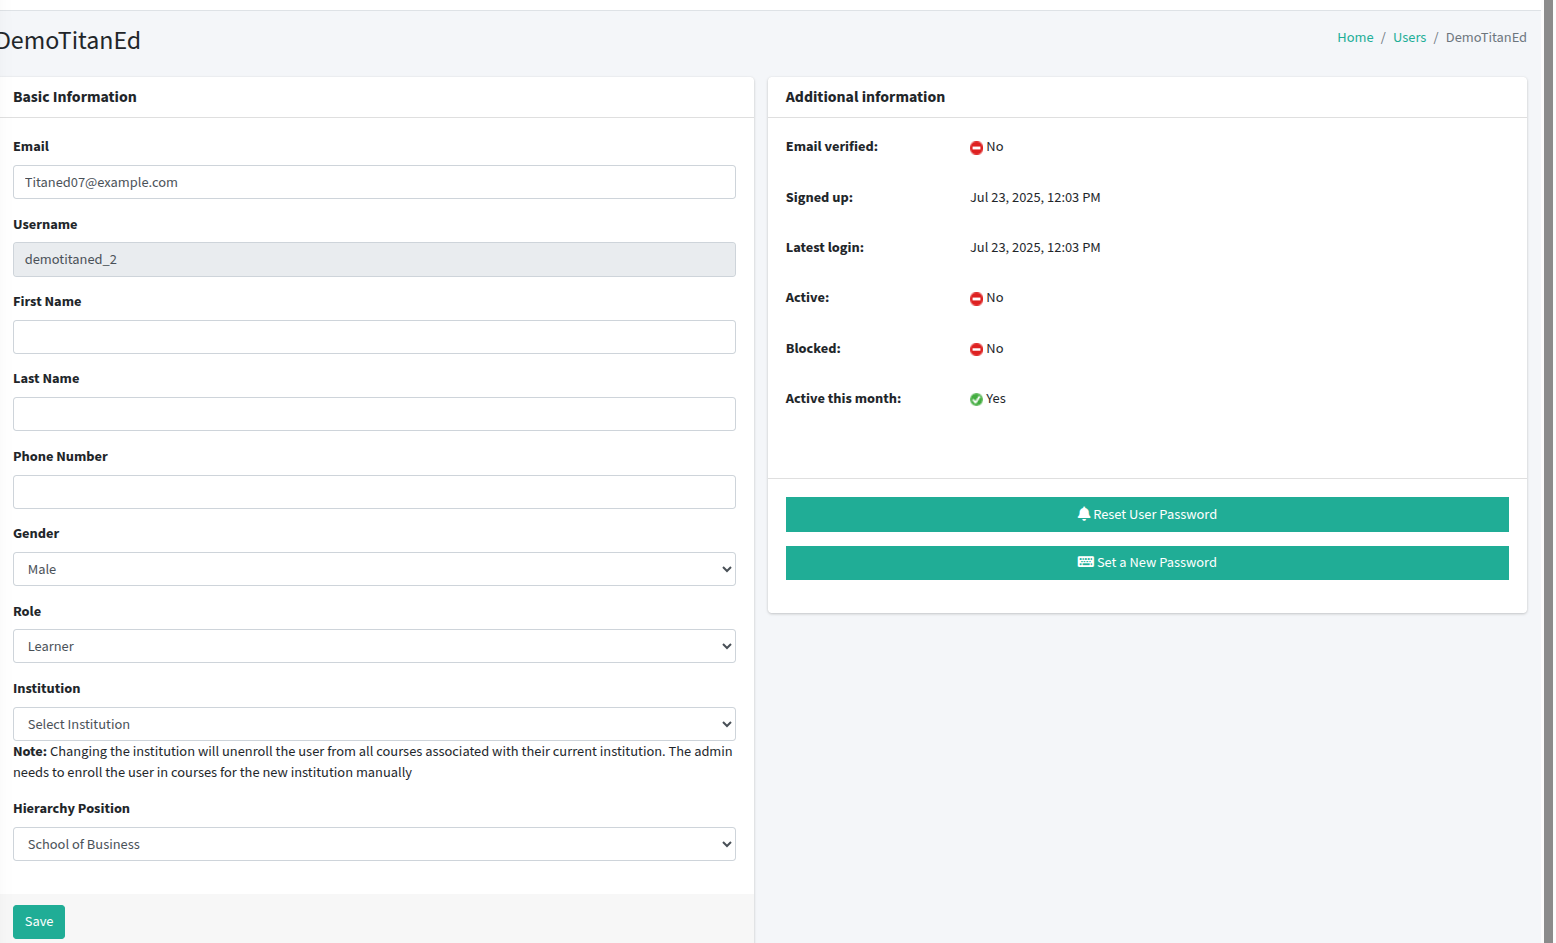 DemoTitanEd
Home / Users / DemoTitanEd
Basic Information
Email
Titaned07@example.com
Username
demotitaned_2
First Name
Last Name
Phone Number
Gender
Male
Role
Learner
Institution
Select Institution
Note: Changing the institution will unenroll the user from all courses associated with their current institution. The admin
needs to enroll the user in courses for the new institution manually
Hierarchy Position
School of Business
Save
Additional information
Email verified: No
Signed up: Jul 23, 2025, 12:03 PM
Latest login: Jul 23, 2025, 12:03 PM
Active: No
Blocked: No
Active this month: Yes
Reset User Password
Set a New Password